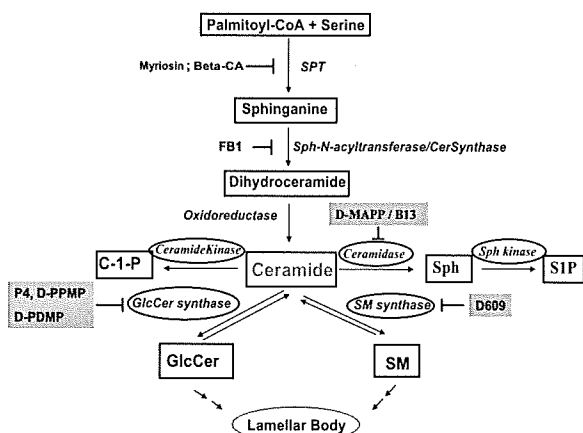 Palmitoyl-CoA + Serine
Myriosin ; Beta-CA
SPT
Sphinganine
FB1
Sph-N-acyltransferase/CerSynthase
Dihydroceramide
Oxidoreductase
D-MAPP / B13
C-1-P
CeramideKinase
Ceramide
Ceramidase
Sph
Sph kinase
S1P
P4, D-PPMP
D-PDMP
GlcCer synthase
SM synthase
D609
GlcCer
SM
Lamellar Body